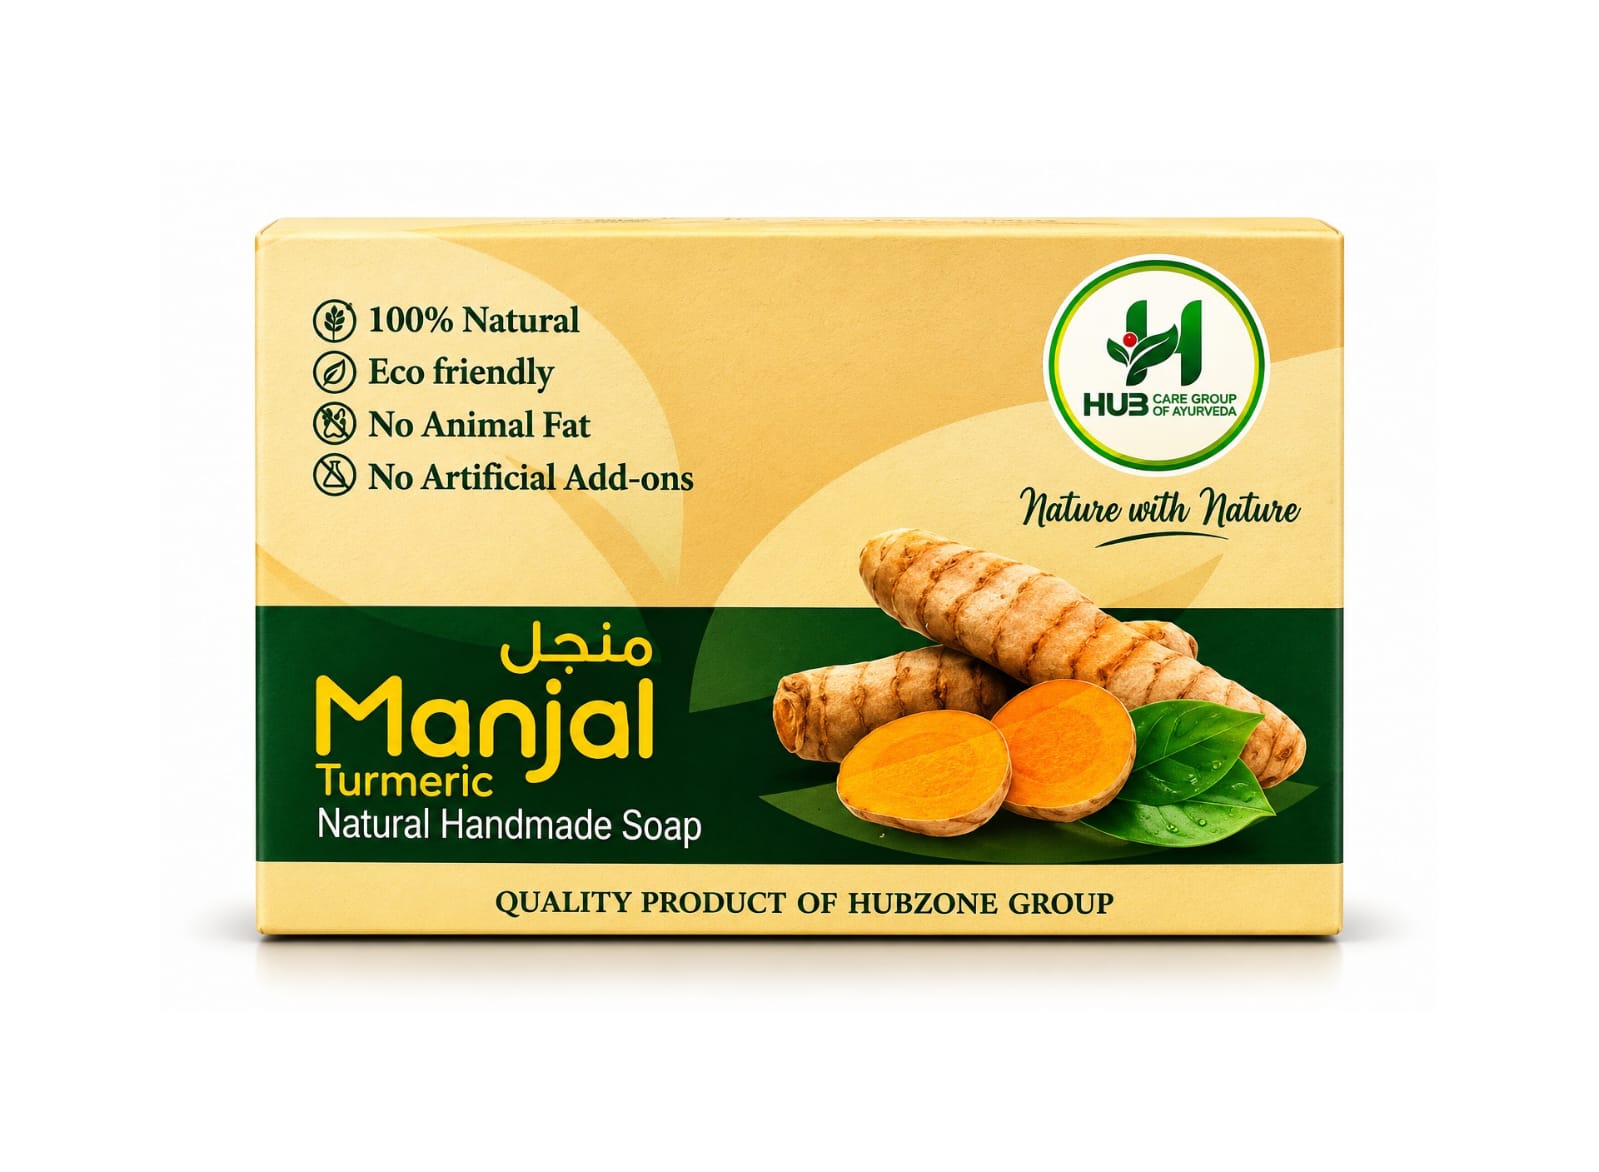 100% Natural
Eco friendly
No Animal Fat
No Artificial Add-ons
HUB CARE GROUP
OF AYURVEDA
Nature with Nature
منجل
Manjal
Turmeric
Natural Handmade Soap
QUALITY PRODUCT OF HUBZONE GROUP